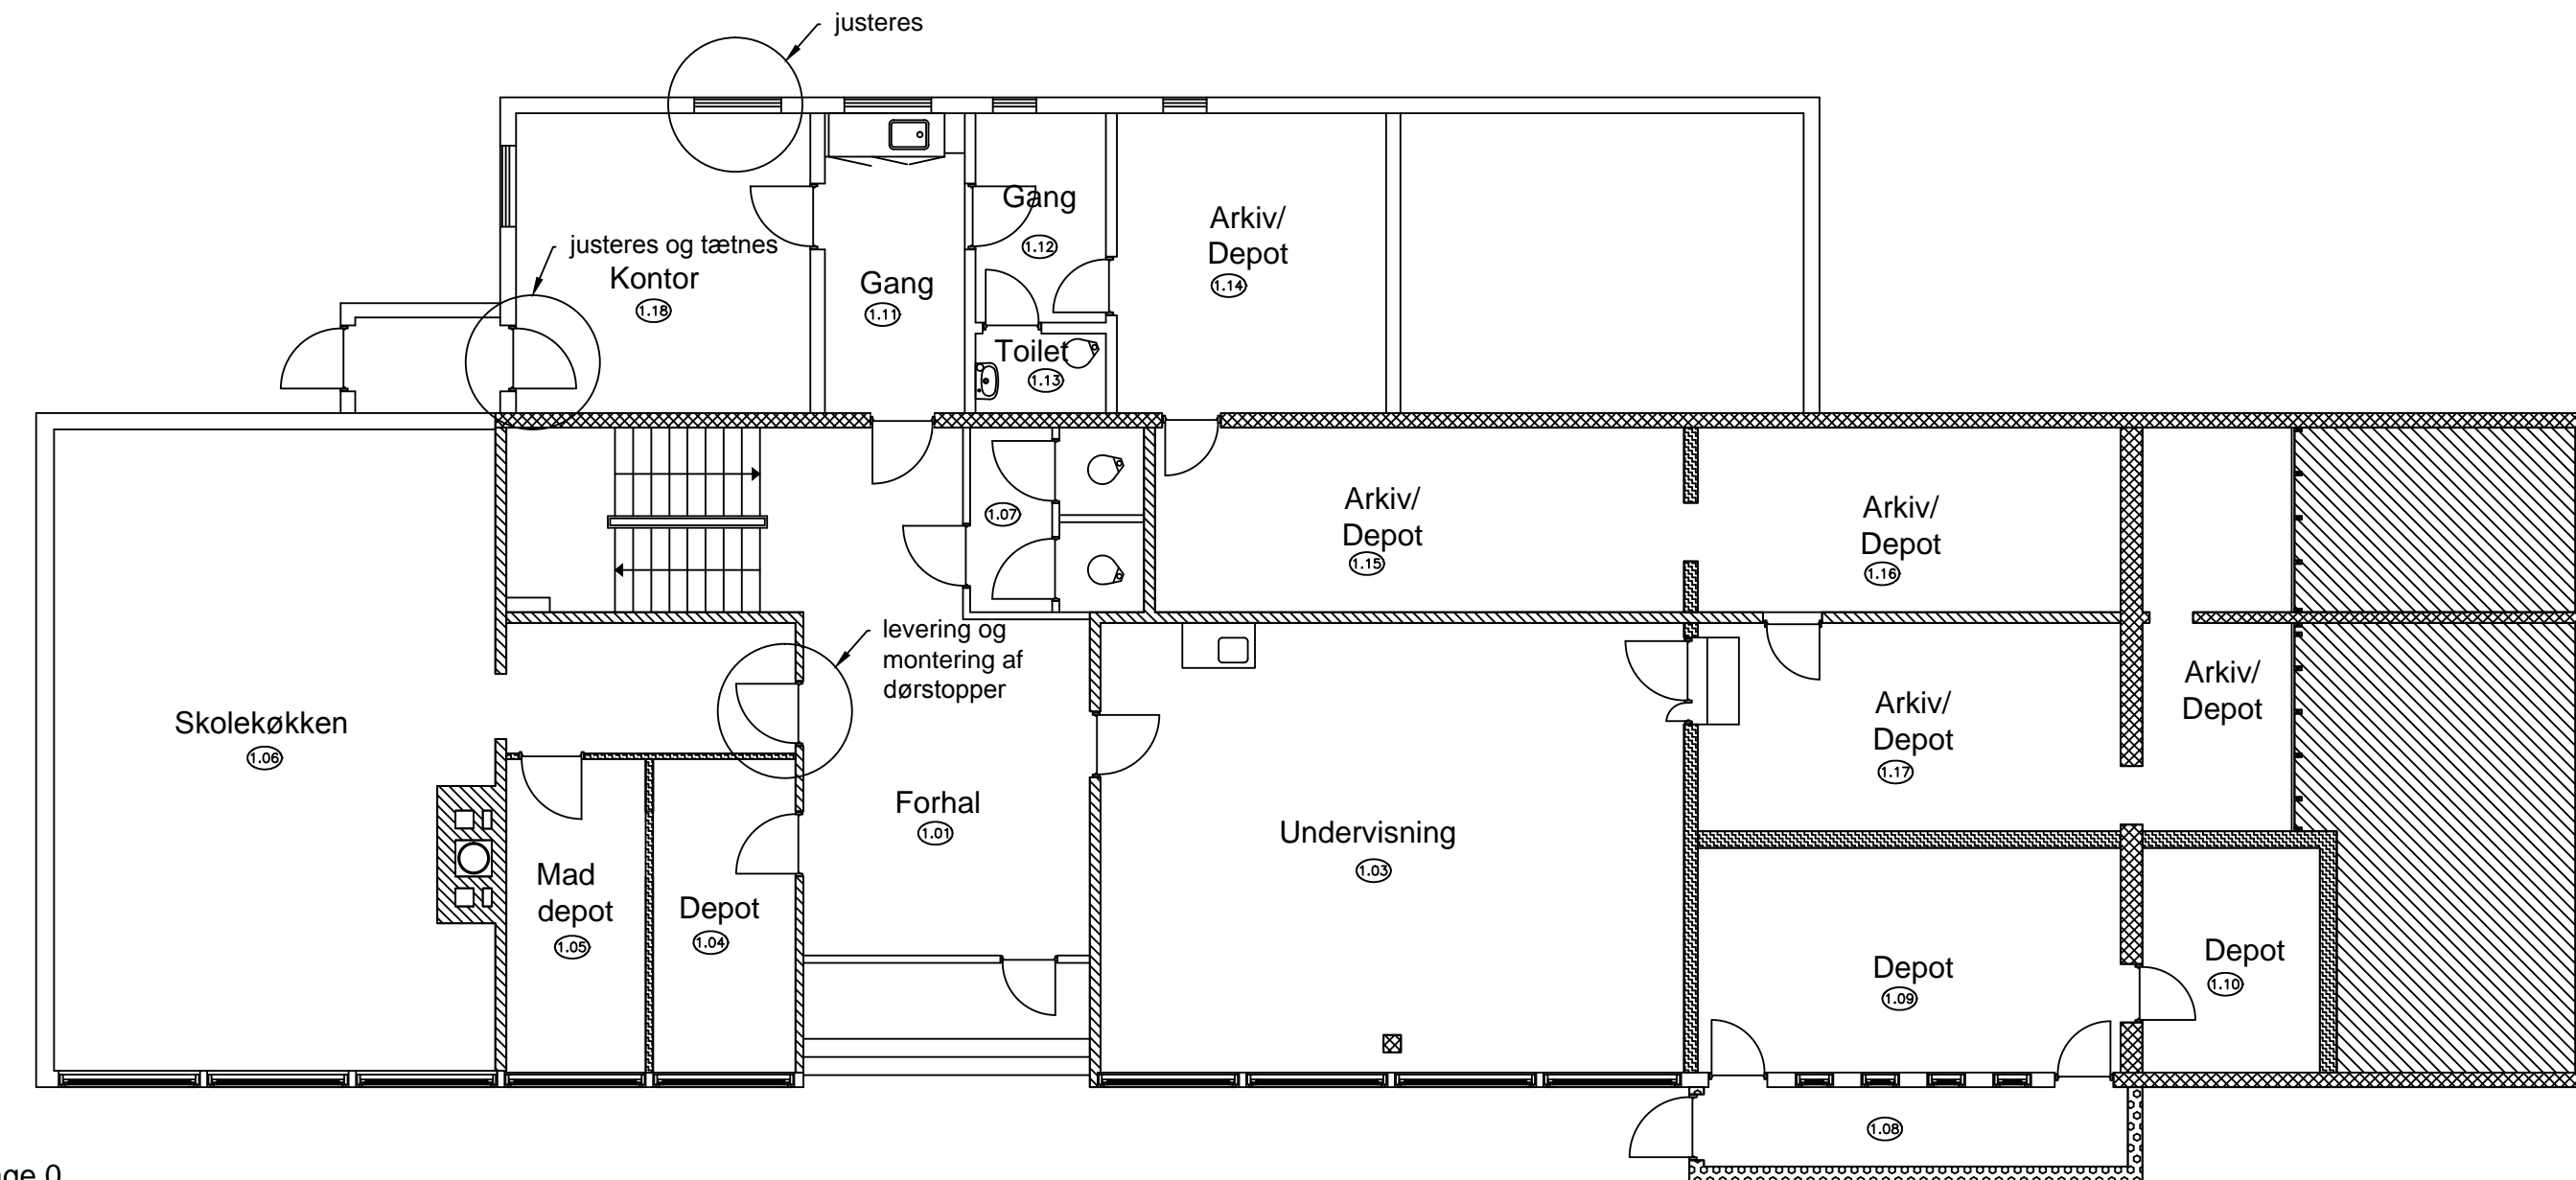 justeres
Gang
1.12
Arkiv/
Depot
1.14
justeres og tætnes
Kontor
1.18
Gang
1.11
Toilet
1.13
1.07
Arkiv/
Depot
1.15
Arkiv/
Depot
1.16
levering og
montering af
dørstopper
Skolekøkken
1.06
Arkiv/
Depot
1.17
Arkiv/
Depot
Forhal
1.01
Undervisning
1.03
Mad
depot
1.05
Depot
1.04
Depot
1.09
Depot
1.10
1.08